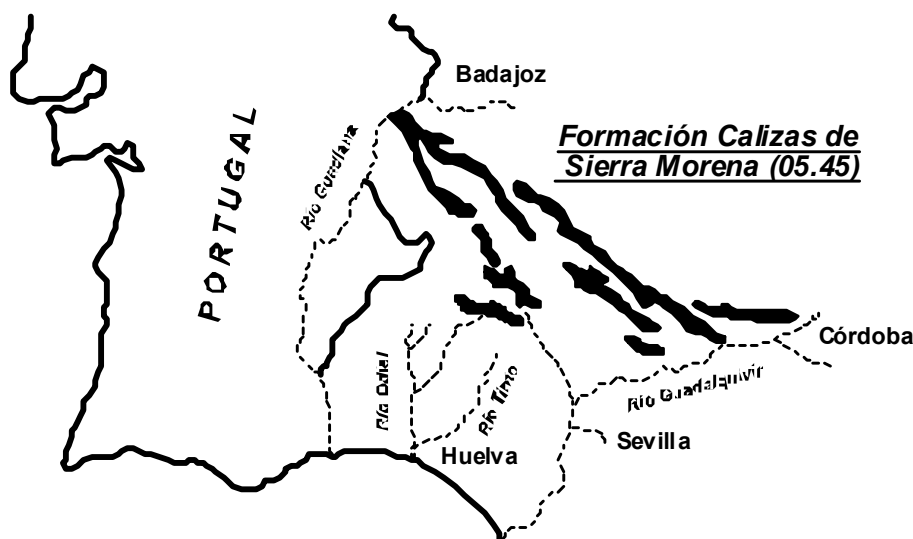 Badajoz
Formación Calizas de
Sierra Morena (05.45)
PORTUGAL
Río Guadiana
Córdoba
Río Odiel
Río Tinto
Río Guadalquivir
Huelva
Sevilla